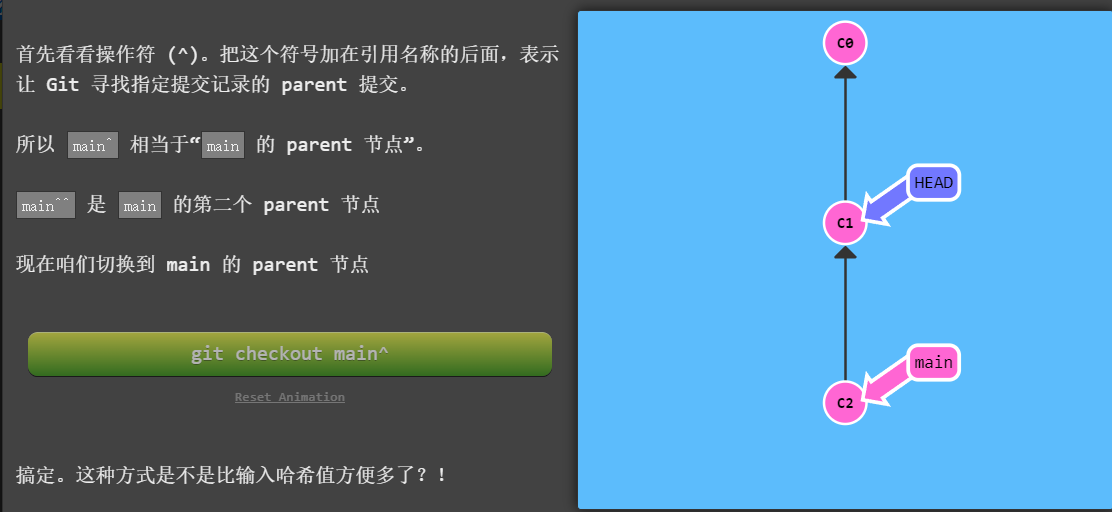 首先看看操作符 (^)。把这个符号加在引用名称的后面，表示
让 Git 寻找指定提交记录的 parent 提交。
所以 main^ 相当于“main 的 parent 节点”。
main^^ 是 main 的第二个 parent 节点
现在咱们切换到 main 的 parent 节点
git checkout main^
Reset Animation
搞定。这种方式是不是比输入哈希值方便多了？！
C0
HEAD
C1
main
C2